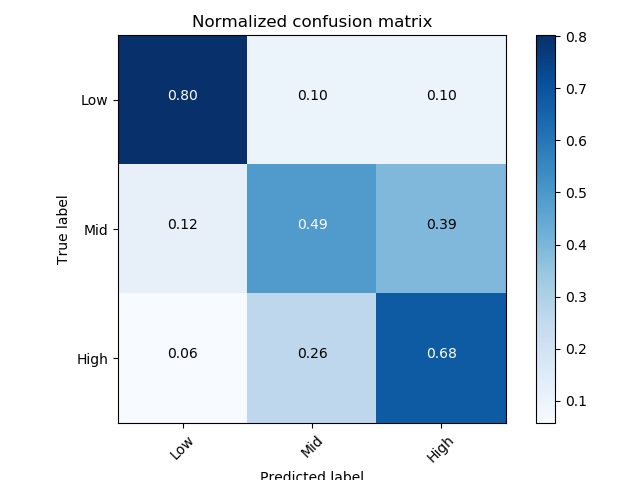 Normalized confusion matrix
True label
Low 0.80 0.10 0.10
Mid 0.12 0.49 0.39
High 0.06 0.26 0.68
Low Mid High
Predicted label
0.8
0.7
0.6
0.5
0.4
0.3
0.2
0.1